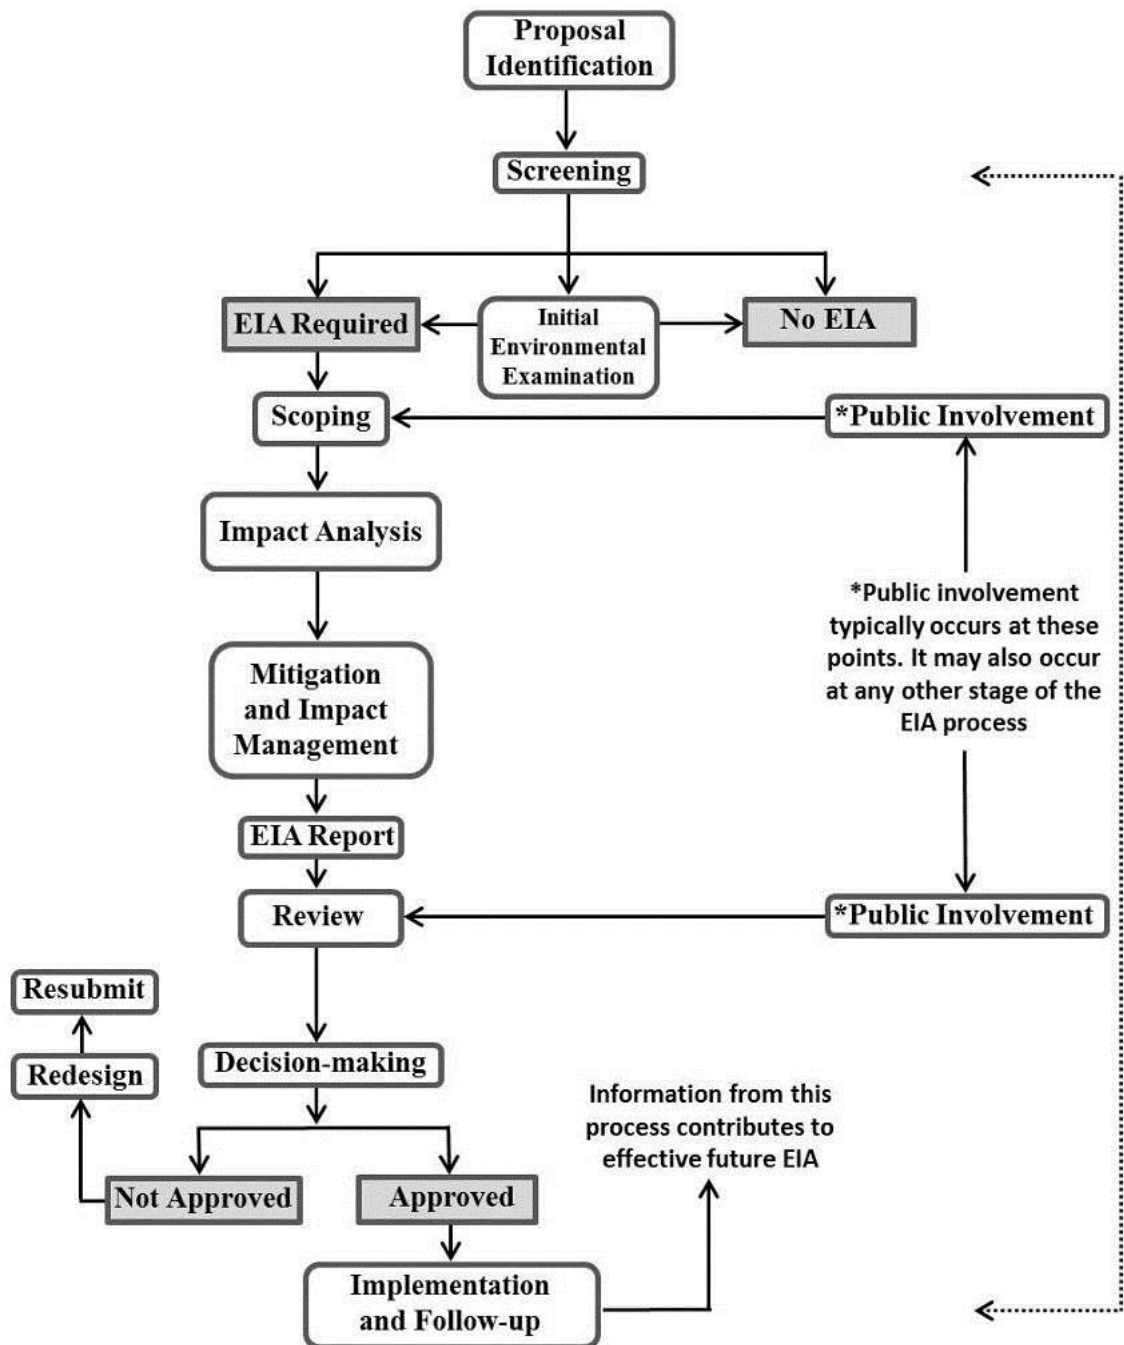 Proposal
Identification
Screening
EIA Required
Initial
Environmental
Examination
No EIA
Scoping
*Public Involvement
Impact Analysis
*Public involvement
typically occurs at these
points. It may also occur
at any other stage of the
EIA process
Mitigation
and Impact
Management
EIA Report
Review
*Public Involvement
Resubmit
Redesign
Decision-making
Information from this
process contributes to
effective future EIA
Not Approved
Approved
Implementation
and Follow-up